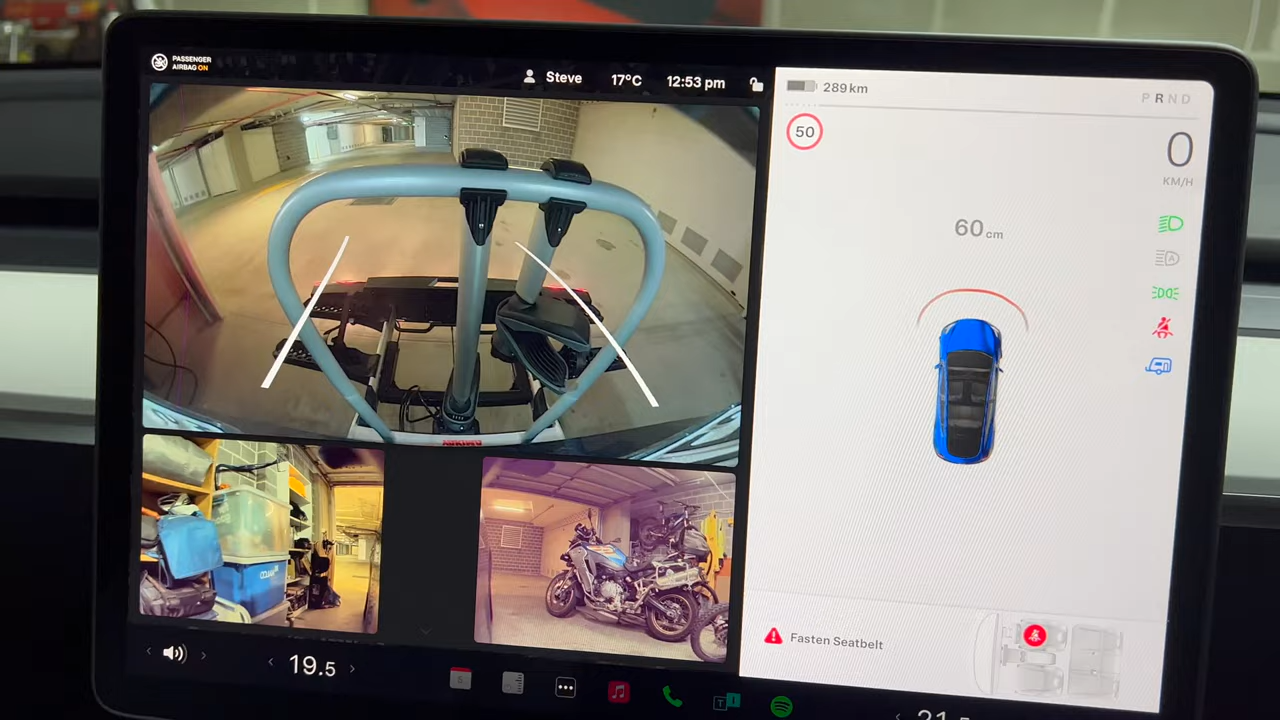 PASSENGER
AIRBAG ON
Steve
17°C
12:53 pm
289 km
P R N D
50
0
KM/H
60 cm
Fasten Seatbelt
19.5
5
T